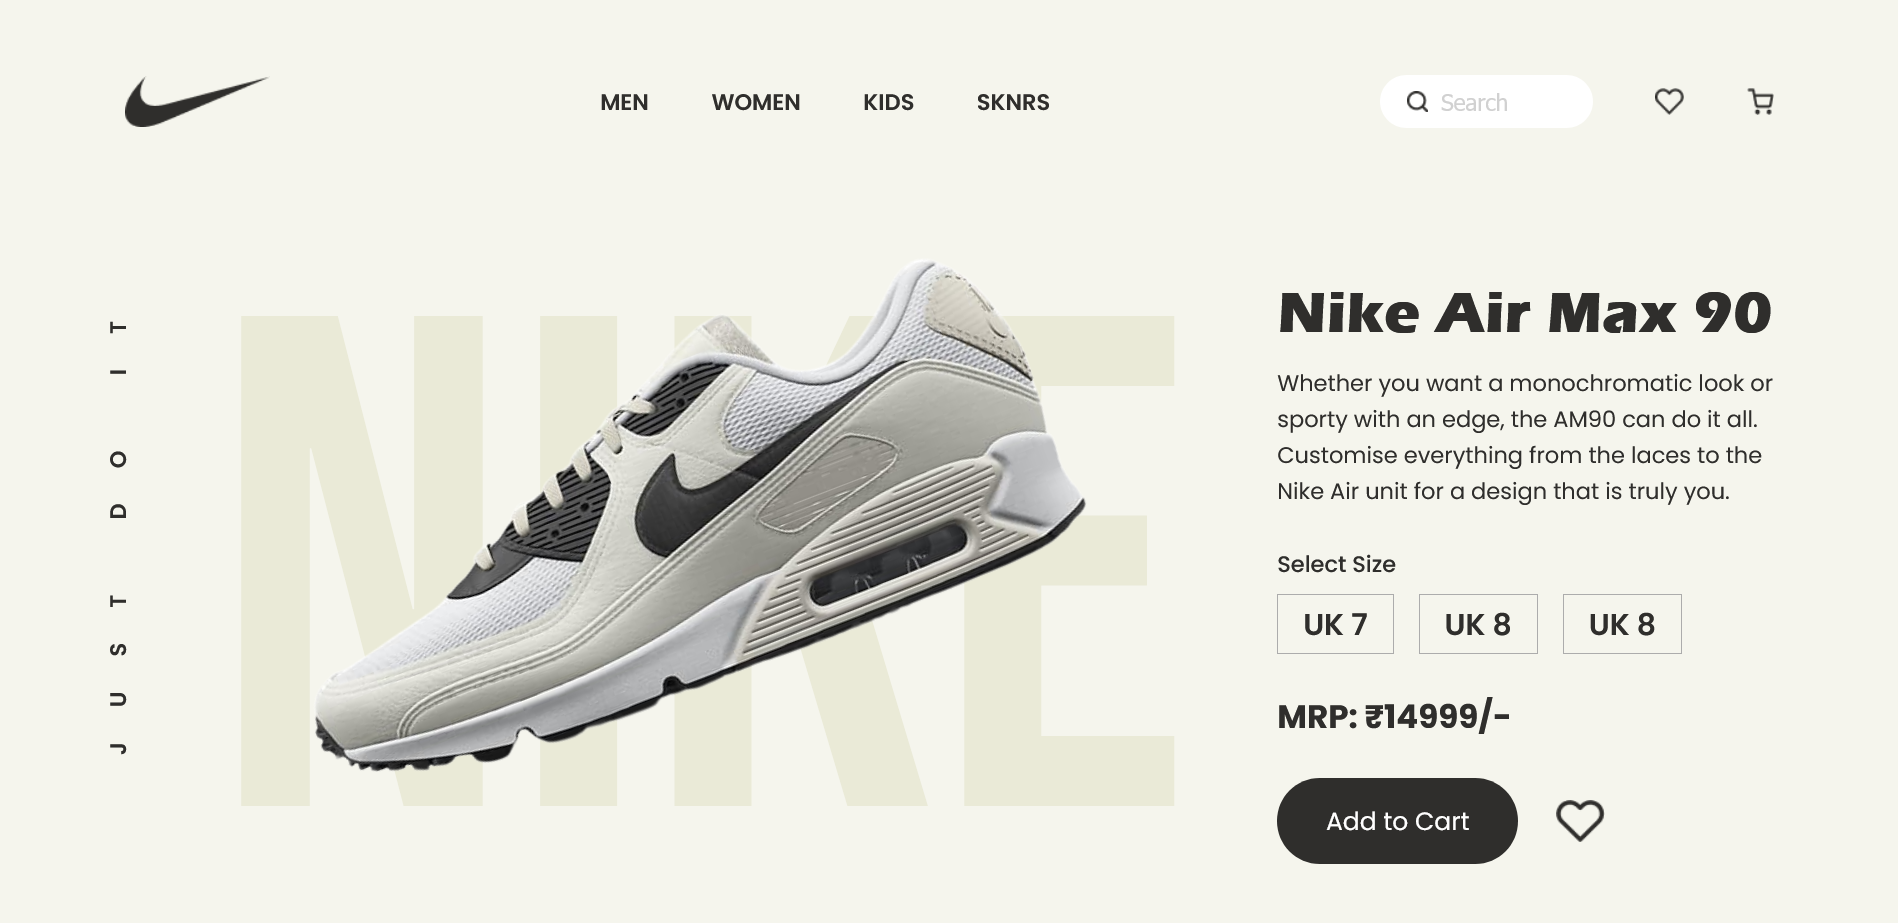 MEN WOMEN KIDS SKNRS
Search
JUST DO IT
NIKE
Nike Air Max 90
Whether you want a monochromatic look or
sporty with an edge, the AM90 can do it all.
Customise everything from the laces to the
Nike Air unit for a design that is truly you.
Select Size
UK 7 UK 8 UK 8
MRP: ₹14999/-
Add to Cart